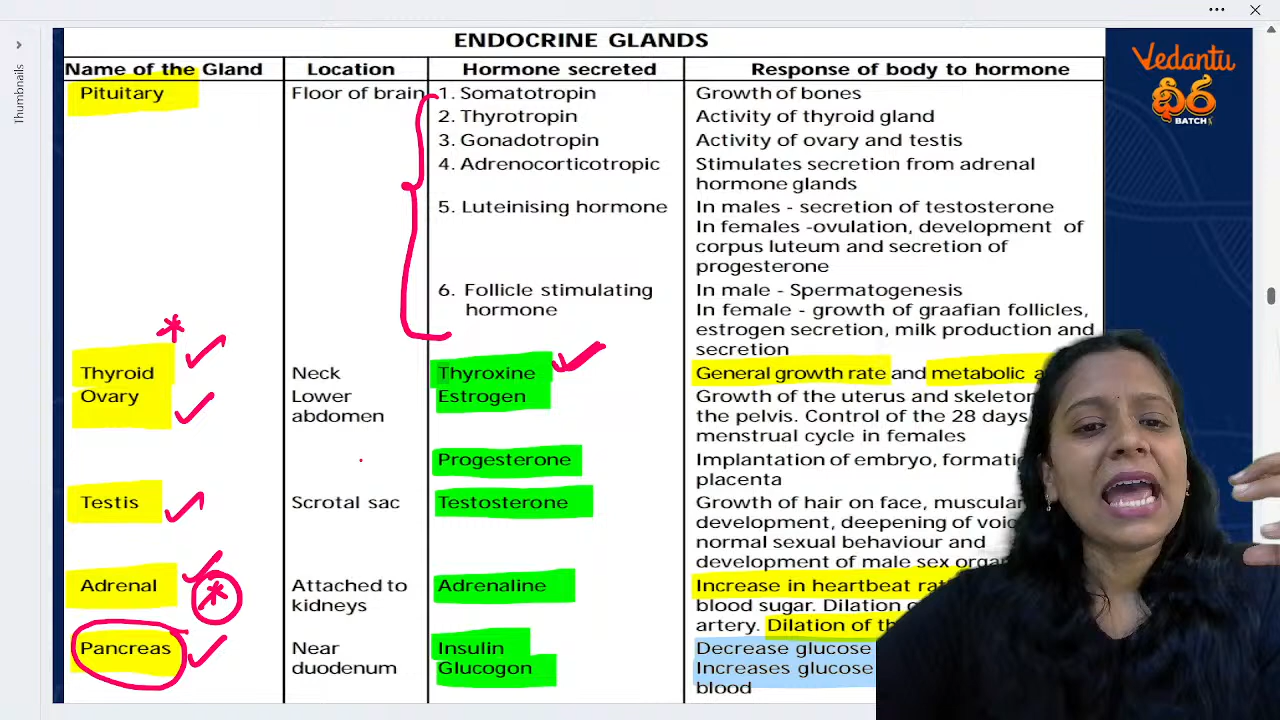 Thumbnails
ENDOCRINE GLANDS
Name of the Gland Location Hormone secreted Response of body to hormone
Pituitary Floor of brain 1. Somatotropin Growth of bones
2. Thyrotropin Activity of thyroid gland
3. Gonadotropin Activity of ovary and testis
4. Adrenocorticotropic Stimulates secretion from adrenal
hormone glands
5. Luteinising hormone In males - secretion of testosterone
In females -ovulation, development of
corpus luteum and secretion of
progesterone
6. Follicle stimulating In male - Spermatogenesis
hormone In female - growth of graafian follicles,
estrogen secretion, milk production and
secretion
Thyroid Neck Thyroxine General growth rate and metabolic
Ovary Lower Estrogen Growth of the uterus and skeleton
abdomen the pelvis. Control of the 28 days
menstrual cycle in females
Progesterone Implantation of embryo,
placenta
Testis Scrotal sac Testosterone Growth of hair on face, muscular
development, deepening of
normal sexual behaviour and
development of male sex
Adrenal Attached to Adrenaline Increase in heartbeat
kidneys blood sugar. Dilation
artery. Dilation of
Pancreas Near Insulin Decrease glucose
duodenum Glucogon Increases glucose
blood
Vedantu
ధీర
BATCH